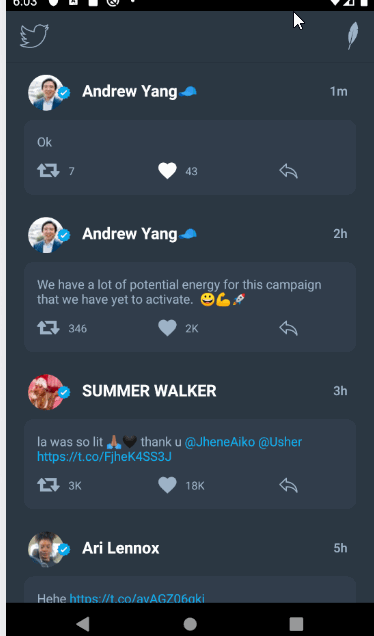 6:03
Andrew Yang🧢
1m
Ok
7
43
Andrew Yang🧢
2h
We have a lot of potential energy for this campaign
that we have yet to activate. 😀💪🚀
346
2K
SUMMER WALKER
3h
la was so lit 🙏🏾🖤 thank u @JheneAiko @Usher
https://t.co/FjheK4SS3J
3K
18K
Ari Lennox
5h
Hehe https://t.co/avAGZ06gki